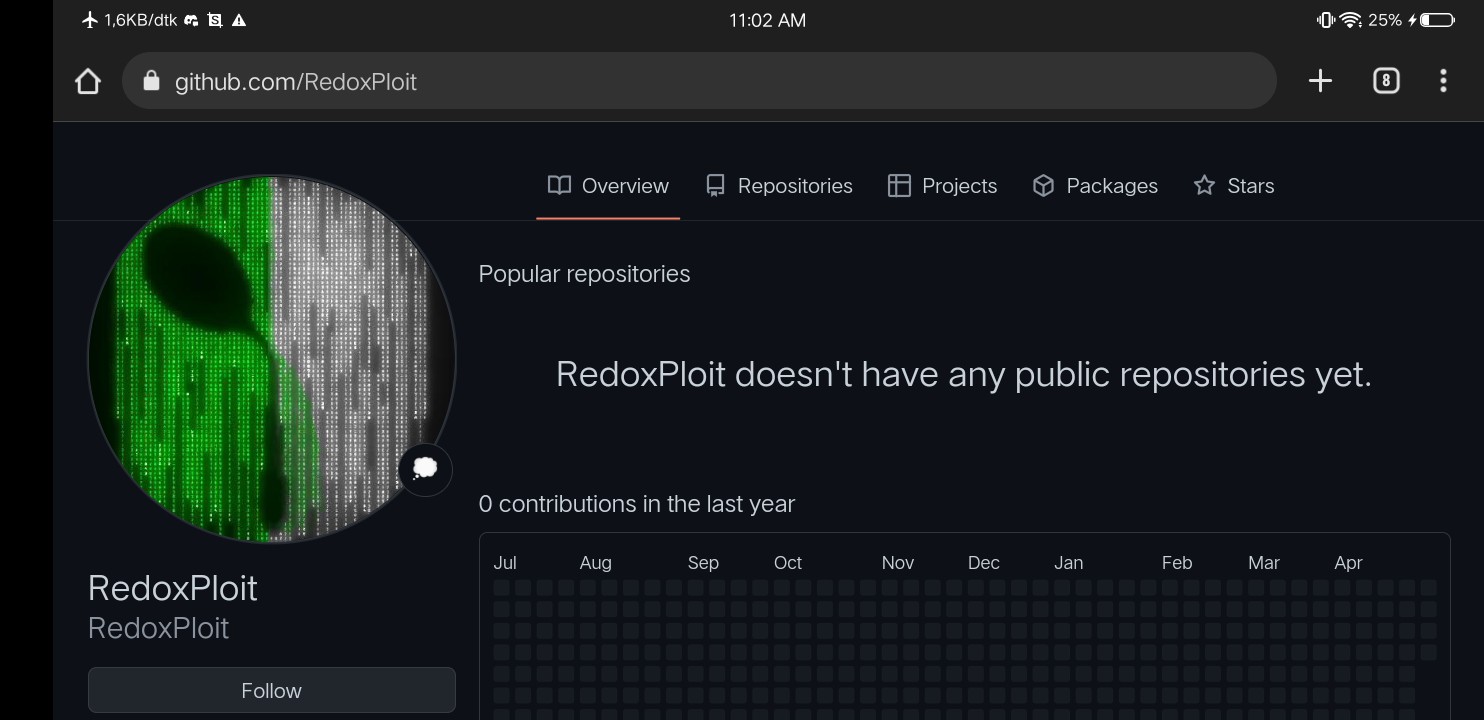 1,6KB/dtk
11:02 AM
25%
github.com/RedoxPloit
8
Overview
Repositories
Projects
Packages
Stars
Popular repositories
RedoxPloit doesn't have any public repositories yet.
0 contributions in the last year
Jul Aug Sep Oct Nov Dec Jan Feb Mar Apr
RedoxPloit
RedoxPloit
Follow